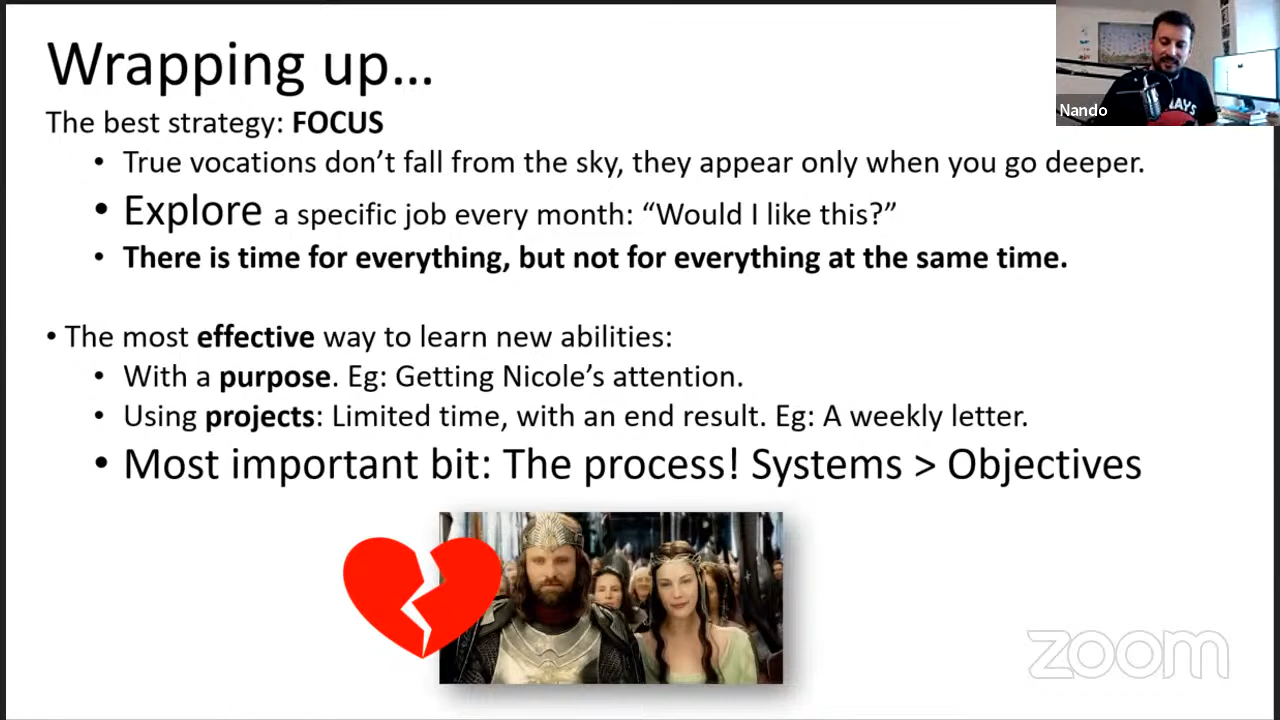 Wrapping up...
The best strategy: FOCUS
• True vocations don’t fall from the sky, they appear only when you go deeper.
• Explore a specific job every month: “Would I like this?”
• There is time for everything, but not for everything at the same time.
• The most effective way to learn new abilities:
• With a purpose. Eg: Getting Nicole’s attention.
• Using projects: Limited time, with an end result. Eg: A weekly letter.
• Most important bit: The process! Systems > Objectives
Nando
zoom